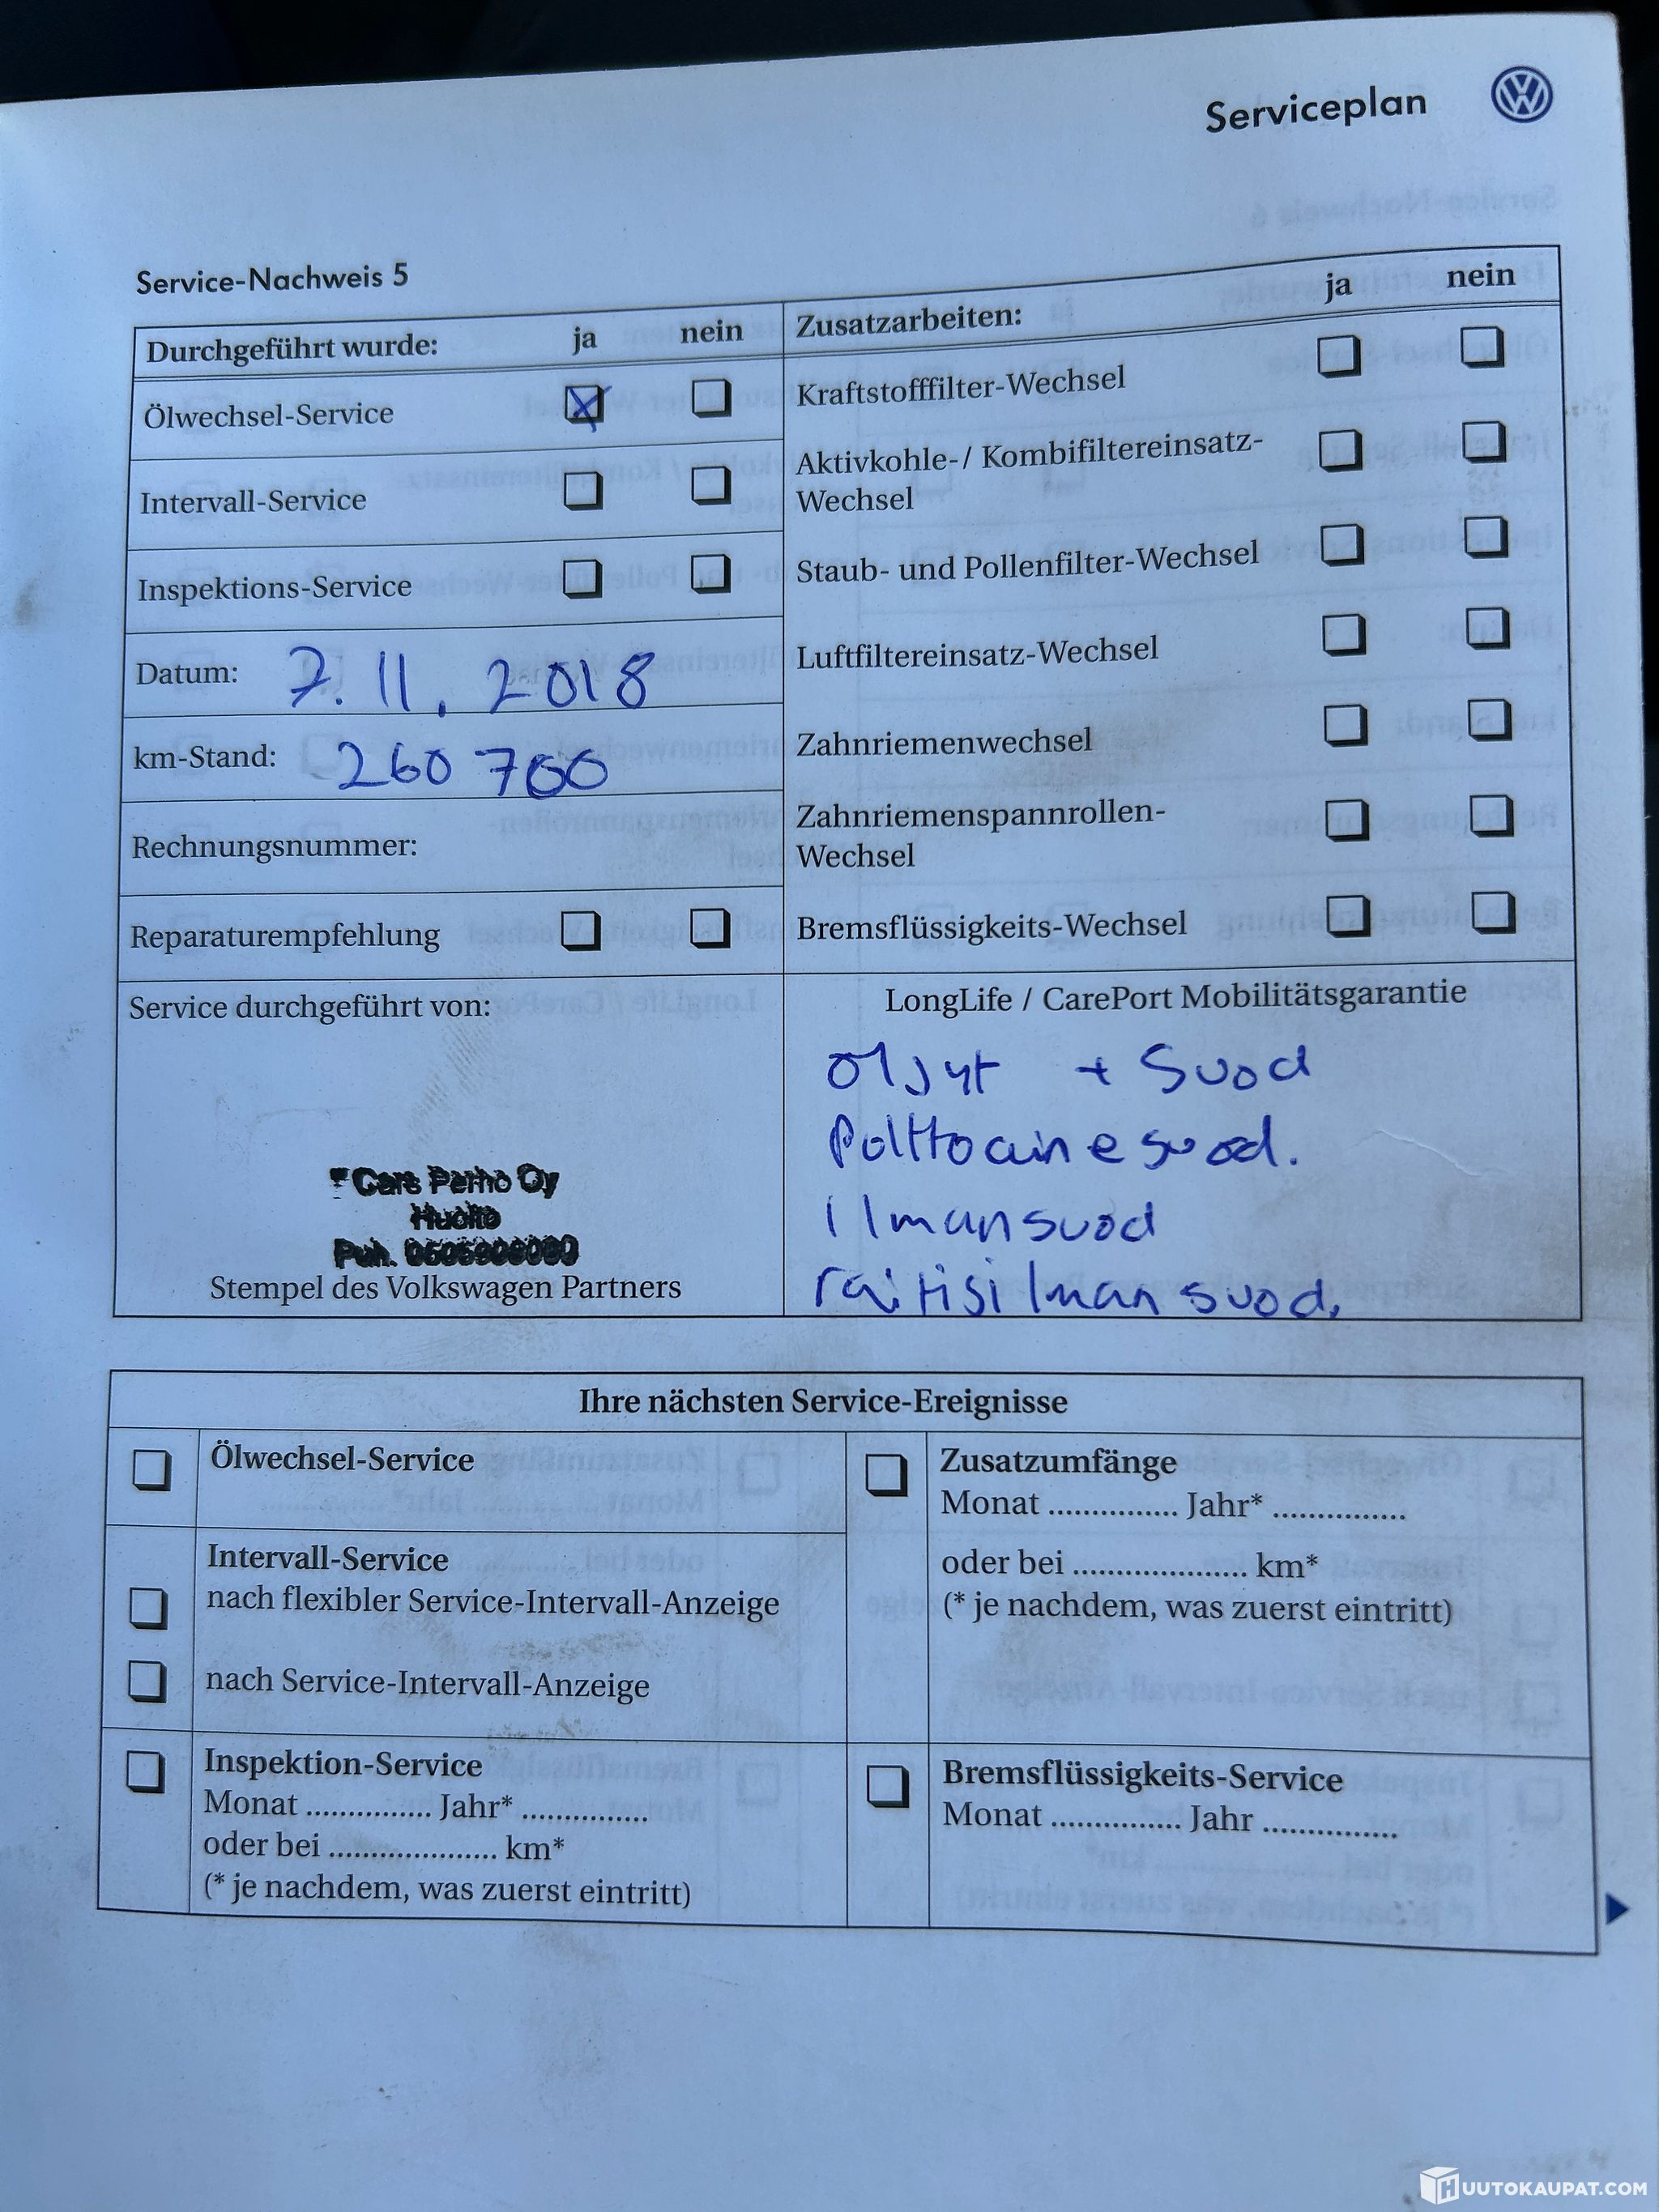 Serviceplan
Service-Nachweis 5
Durchgeführt wurde: ja nein
Ölwechsel-Service
Intervall-Service
Inspektions-Service
Datum: 7.11.2018
km-Stand: 260 700
Rechnungsnummer:
Reparaturempfehlung
Service durchgeführt von:
Cars Perho Oy
Huolto
Puh.
Stempel des Volkswagen Partners
Zusatzarbeiten: ja nein
Kraftstofffilter-Wechsel
Aktivkohle-/ Kombifiltereinsatz-
Wechsel
Staub- und Pollenfilter-Wechsel
Luftfiltereinsatz-Wechsel
Zahnriemenwechsel
Zahnriemenspannrollen-
Wechsel
Bremsflüssigkeits-Wechsel
LongLife / CarePort Mobilitätsgarantie
Öljyt + Suod
Polttoainesuod.
Ilmansuod
raitisilmansuod.
Ihre nächsten Service-Ereignisse
Ölwechsel-Service
Intervall-Service
nach flexibler Service-Intervall-Anzeige
nach Service-Intervall-Anzeige
Inspektion-Service
Monat ............... Jahr* ...............
oder bei .................... km*
(* je nachdem, was zuerst eintritt)
Zusatzumfänge
Monat ............... Jahr* ...............
oder bei .................... km*
(* je nachdem, was zuerst eintritt)
Bremsflüssigkeits-Service
Monat ............... Jahr ...............
HUUTOKAUPAT.COM